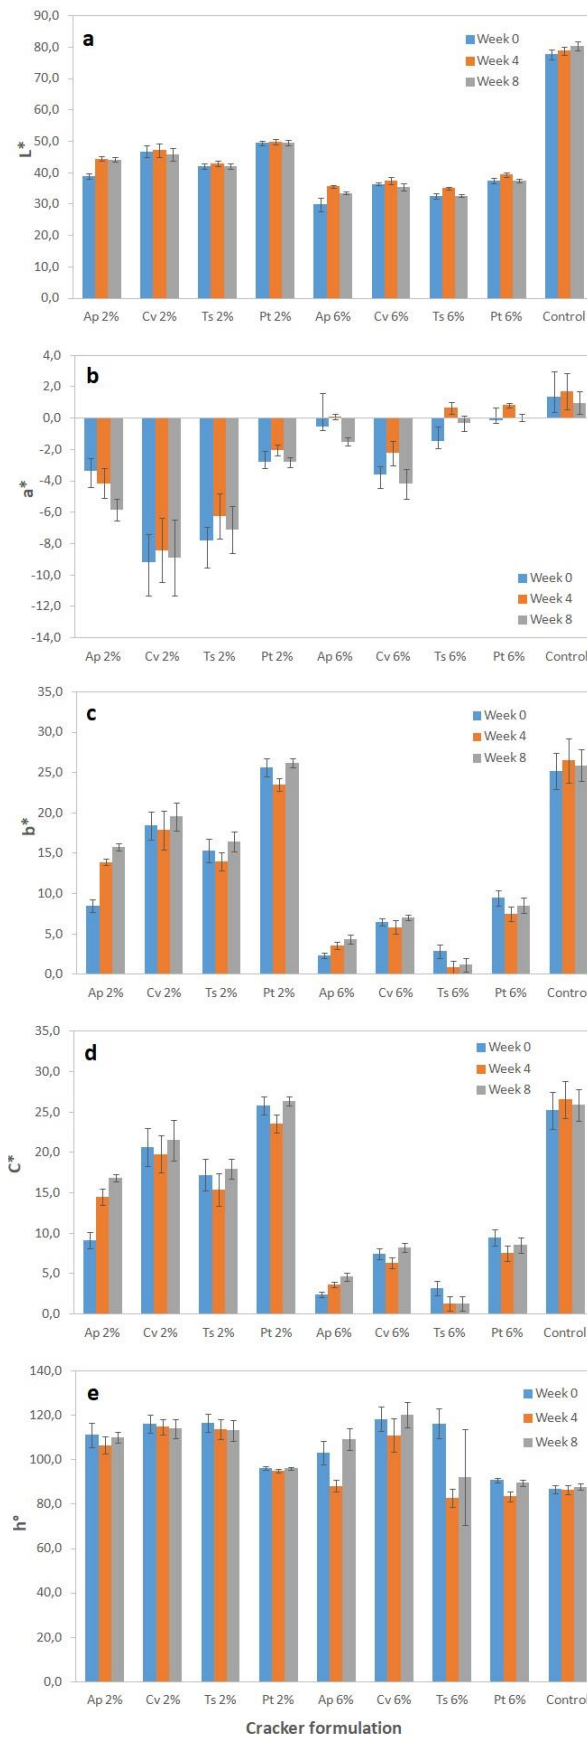 a
Week 0
Week 4
Week 8
L*
90,0
80,0
70,0
60,0
50,0
40,0
30,0
20,0
10,0
0,0
Ap 2% Cv 2% Ts 2% Pt 2% Ap 6% Cv 6% Ts 6% Pt 6% Control
b
a*
4,0
2,0
0,0
-2,0
-4,0
-6,0
-8,0
-10,0
-12,0
-14,0
Week 0
Week 4
Week 8
Ap 2% Cv 2% Ts 2% Pt 2% Ap 6% Cv 6% Ts 6% Pt 6% Control
c
Week 0
Week 4
Week 8
b*
35,0
30,0
25,0
20,0
15,0
10,0
5,0
0,0
Ap 2% Cv 2% Ts 2% Pt 2% Ap 6% Cv 6% Ts 6% Pt 6% Contro
d
Week 0
Week 4
Week 8
C*
35,0
30,0
25,0
20,0
15,0
10,0
5,0
0,0
Ap 2% Cv 2% Ts 2% Pt 2% Ap 6% Cv 6% Ts 6% Pt 6% Control
e
Week 0
Week 4
Week 8
h°
140,0
120,0
100,0
80,0
60,0
40,0
20,0
0,0
Ap 2% Cv 2% Ts 2% Pt 2% Ap 6% Cv 6% Ts 6% Pt 6% Control
Cracker formulation